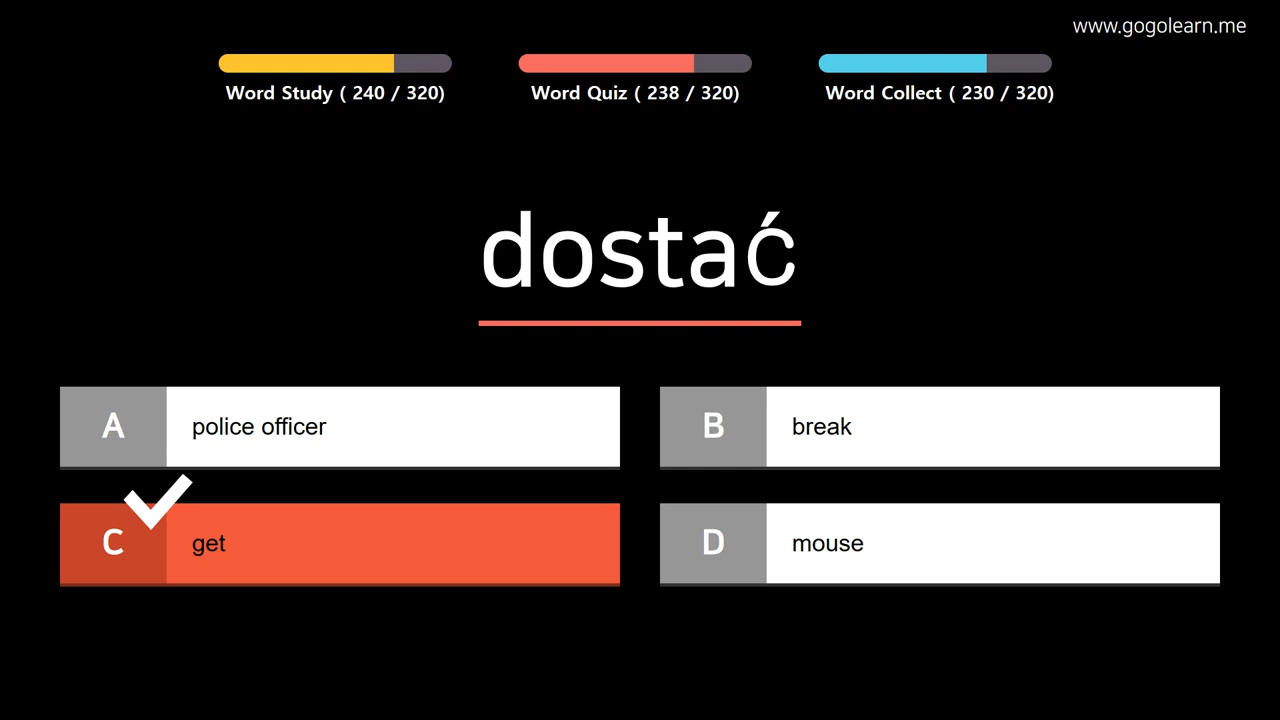 www.gogolearn.me
Word Study ( 240 / 320)
Word Quiz ( 238 / 320)
Word Collect ( 230 / 320)
dostać
A police officer
B break
C get
D mouse